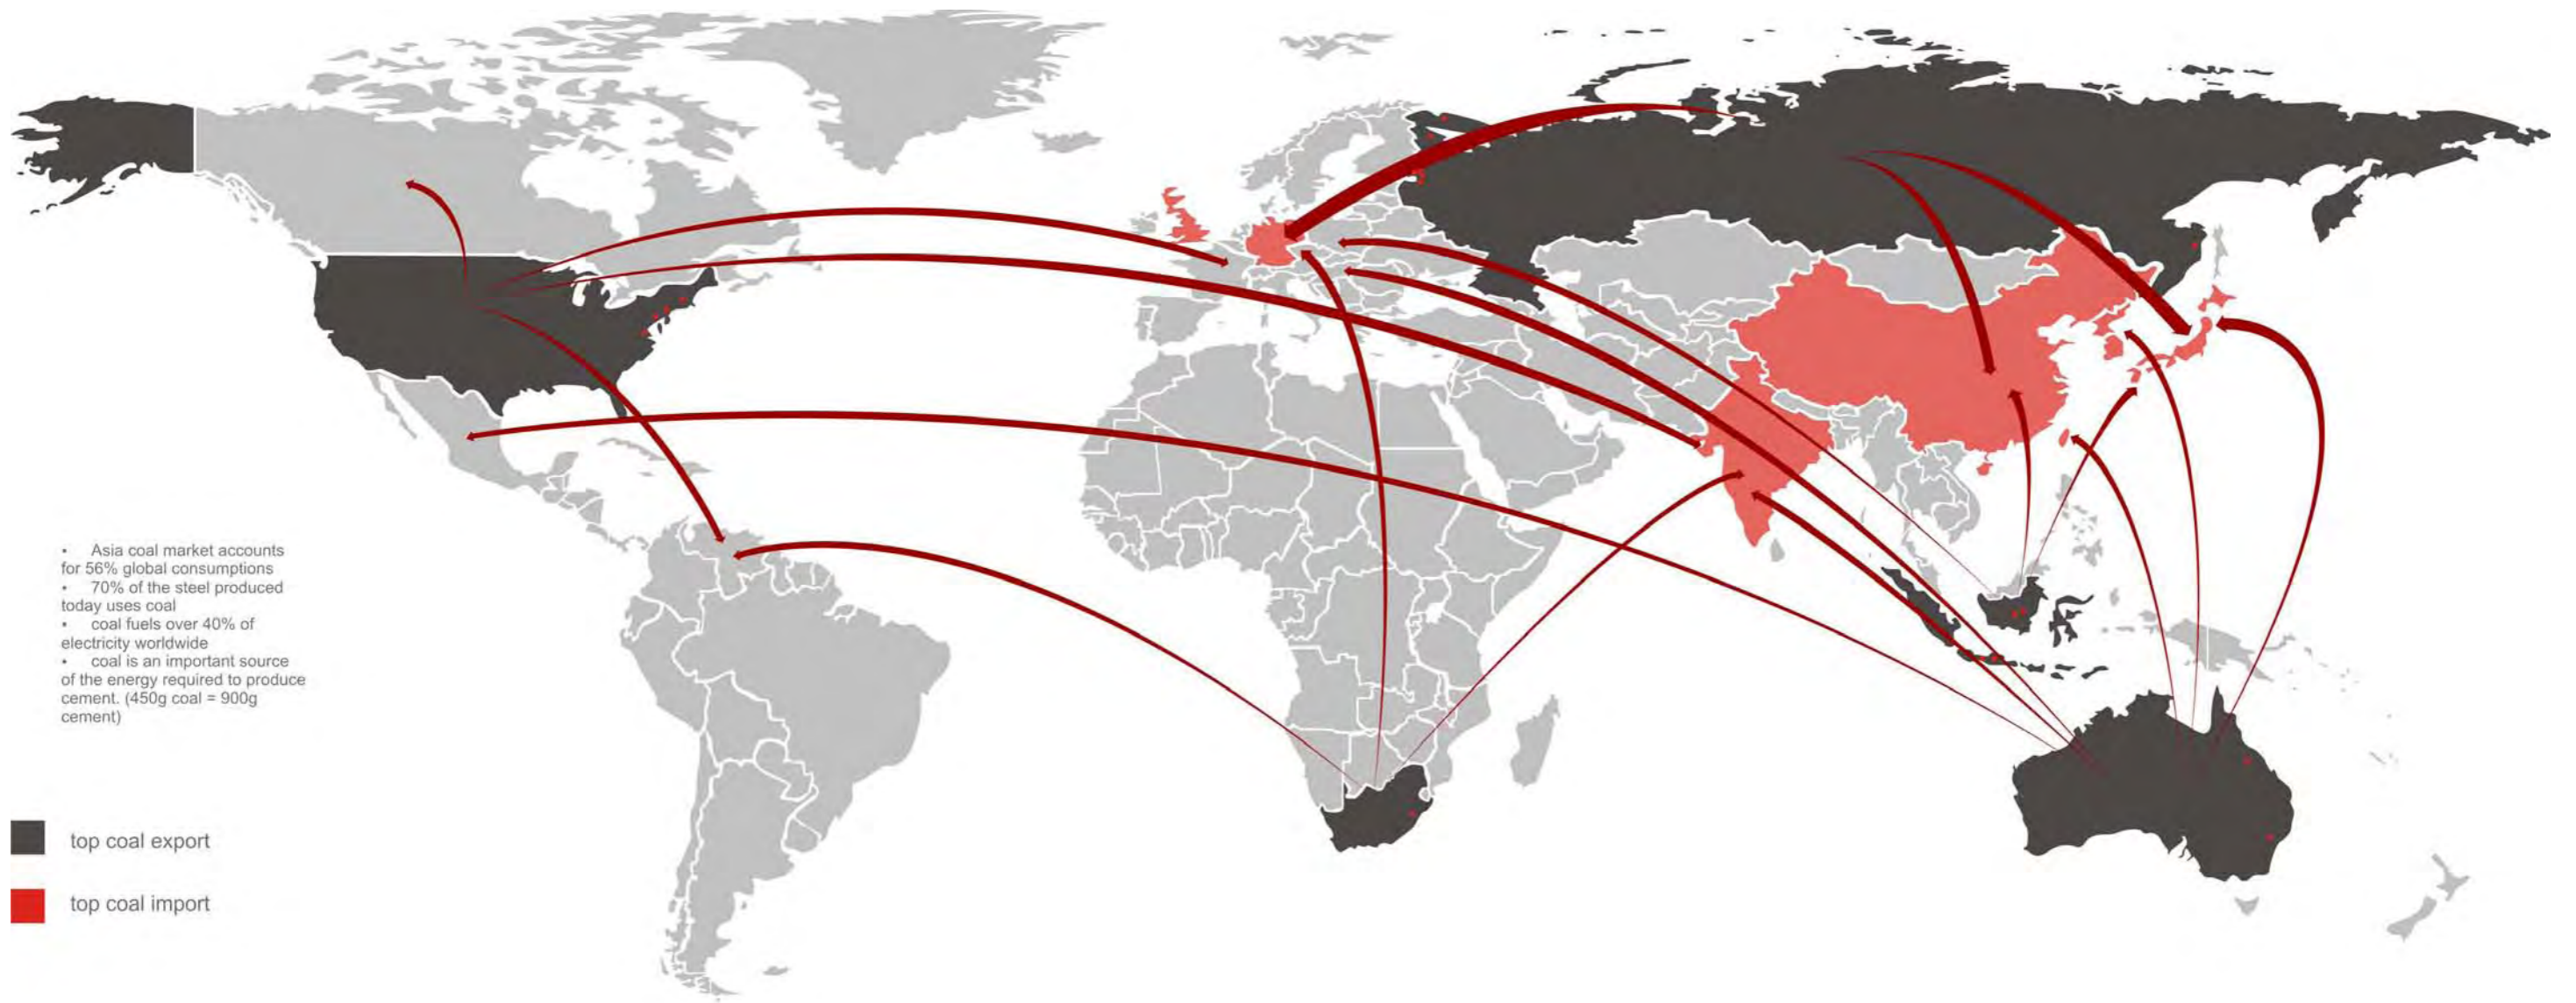 • Asia coal market accounts
for 56% global consumptions
• 70% of the steel produced
today uses coal
• coal fuels over 40% of
electricity worldwide
• coal is an important source
of the energy required to produce
cement. (450g coal = 900g
cement)
top coal export
top coal import